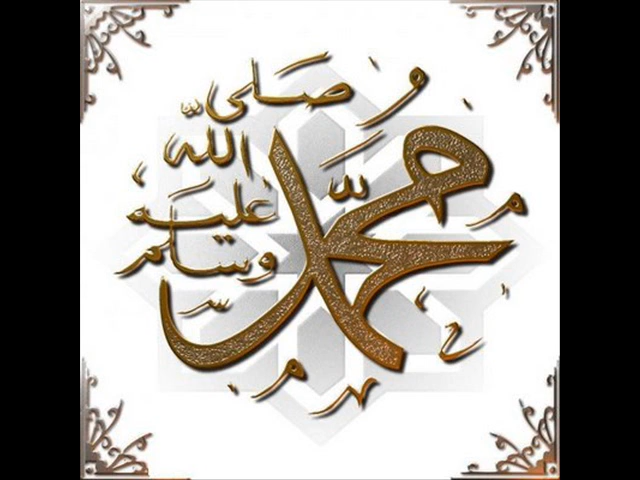 محمد
صلى
الله
عليه
وسلم